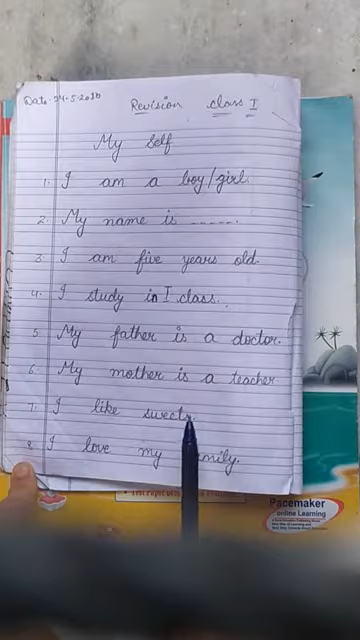 Date: 24-5-2020
Revision class I
My Self
1. I am a boy/girl.
2. My name is -----.
3. I am five years old.
4. I study in I class.
5. My father is a doctor.
6. My mother is a teacher.
7. I like sweets.
8. I love my family.
Pacemaker
online Learning